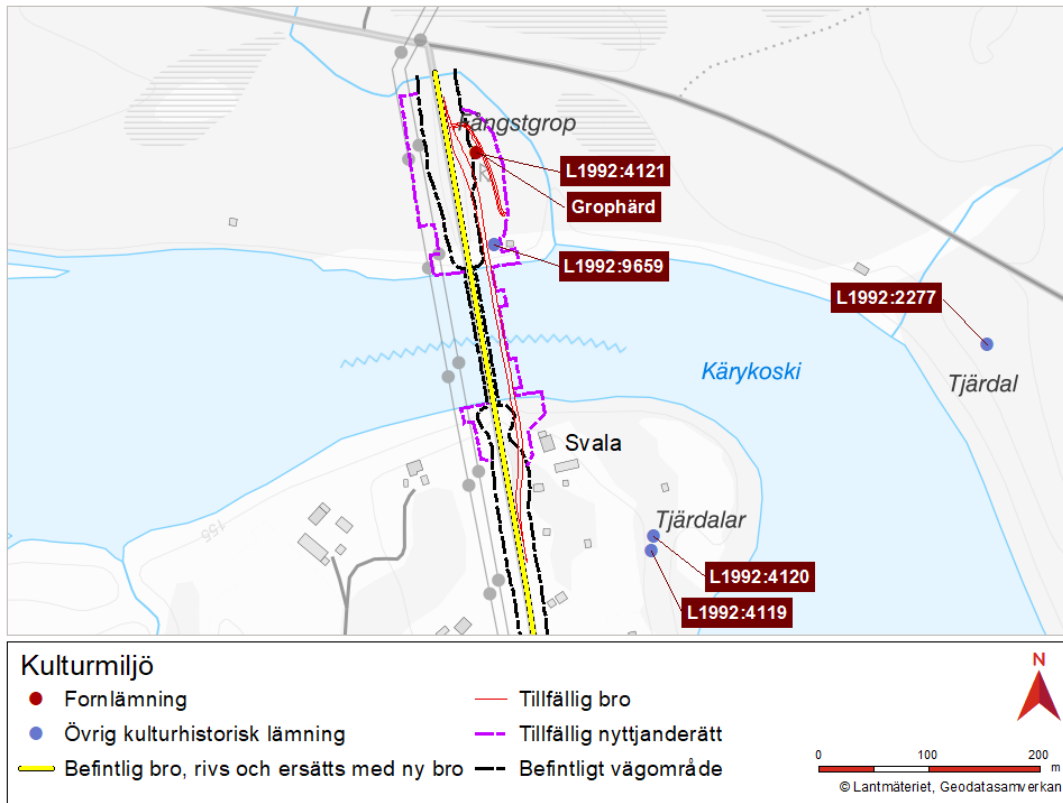 Fångstgrop
R
L1992:4121
Grophärd
L1992:9659
L1992:2277
Kärykoski
Tjärdal
Svala
155
Tjärdalar
L1992:4120
L1992:4119
Kulturmiljö
Fornlämning
Övrig kulturhistorisk lämning
Befintlig bro, rivs och ersätts med ny bro
Tillfällig bro
Tillfällig nyttjanderätt
Befintligt vägområde
N
0 100 200
m
© Lantmäteriet, Geodatasamverkan